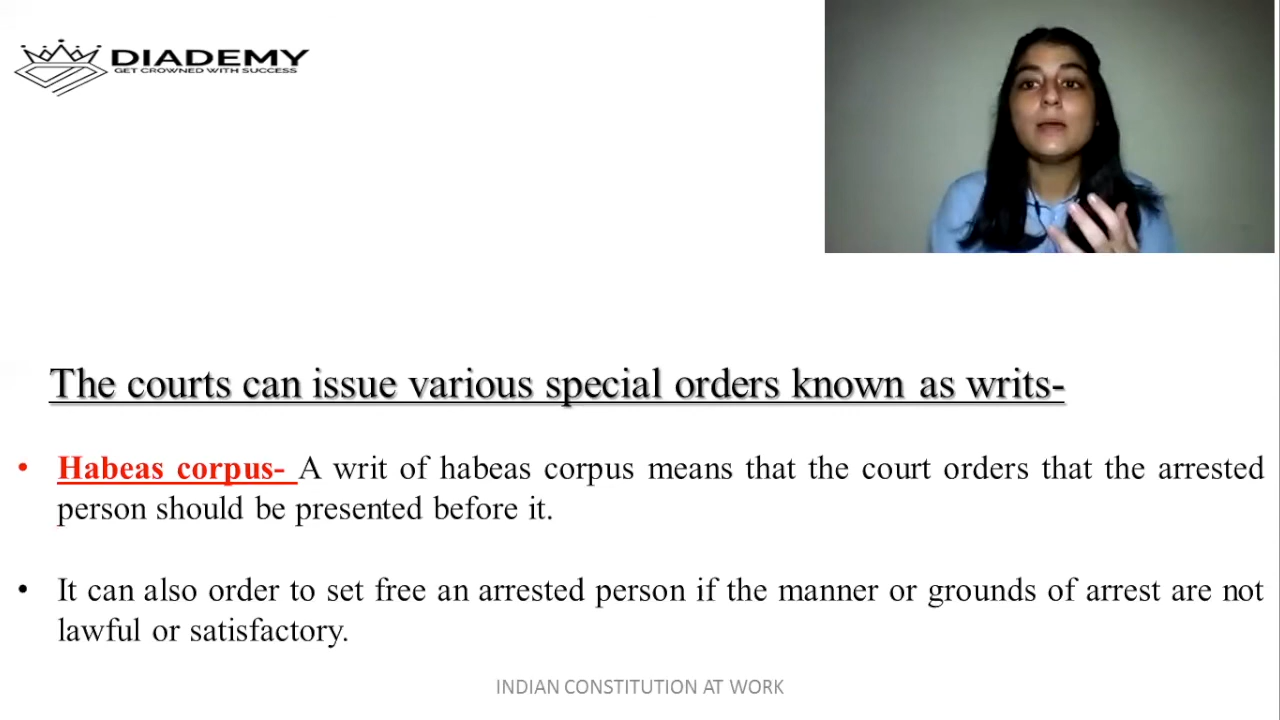 DIADEMY
GET CROWNED WITH SUCCESS
The courts can issue various special orders known as writs-
• Habeas corpus- A writ of habeas corpus means that the court orders that the arrested
person should be presented before it.
• It can also order to set free an arrested person if the manner or grounds of arrest are not
lawful or satisfactory.
INDIAN CONSTITUTION AT WORK